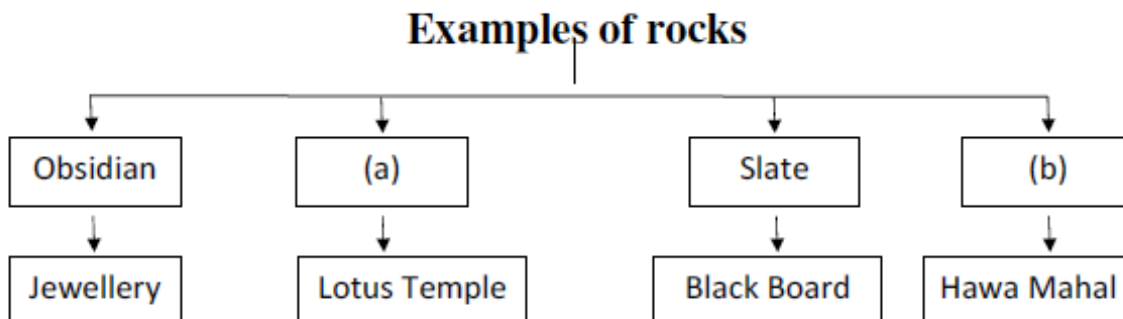 Examples of rocks
Obsidian
(a)
Slate
(b)
Jewellery
Lotus Temple
Black Board
Hawa Mahal